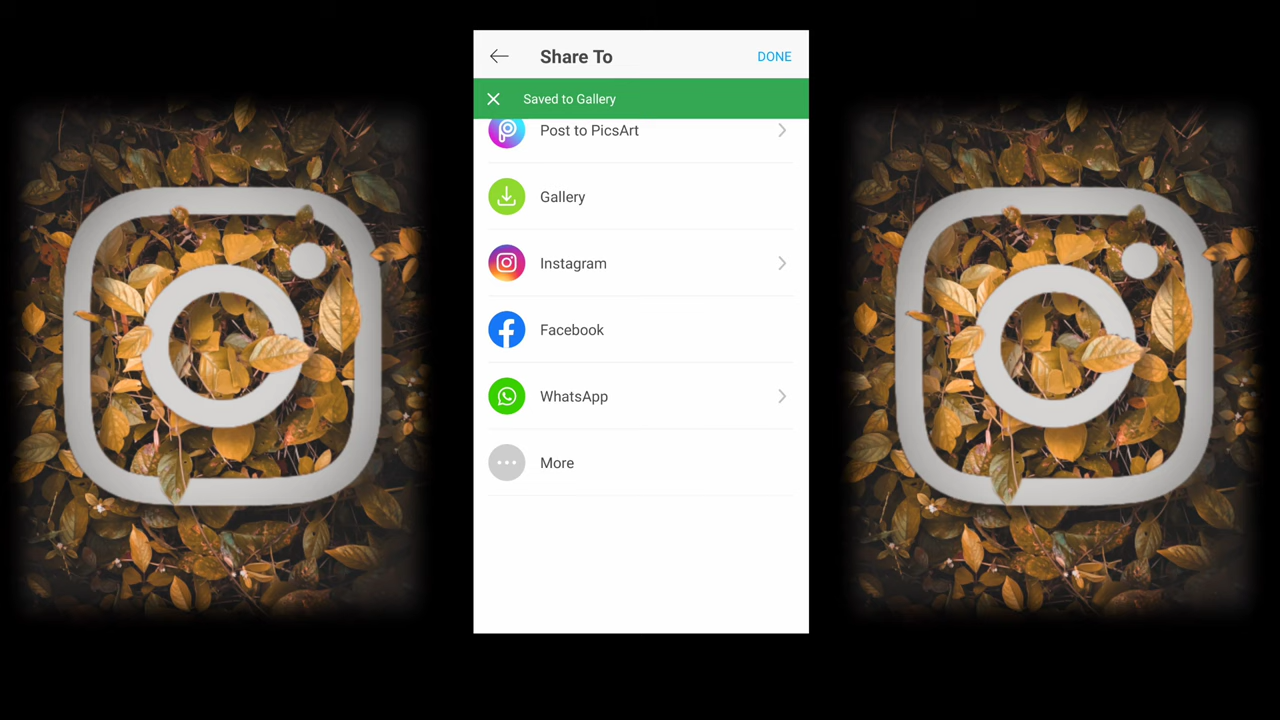 Share To
DONE
Saved to Gallery
Post to PicsArt
Gallery
Instagram
Facebook
WhatsApp
More